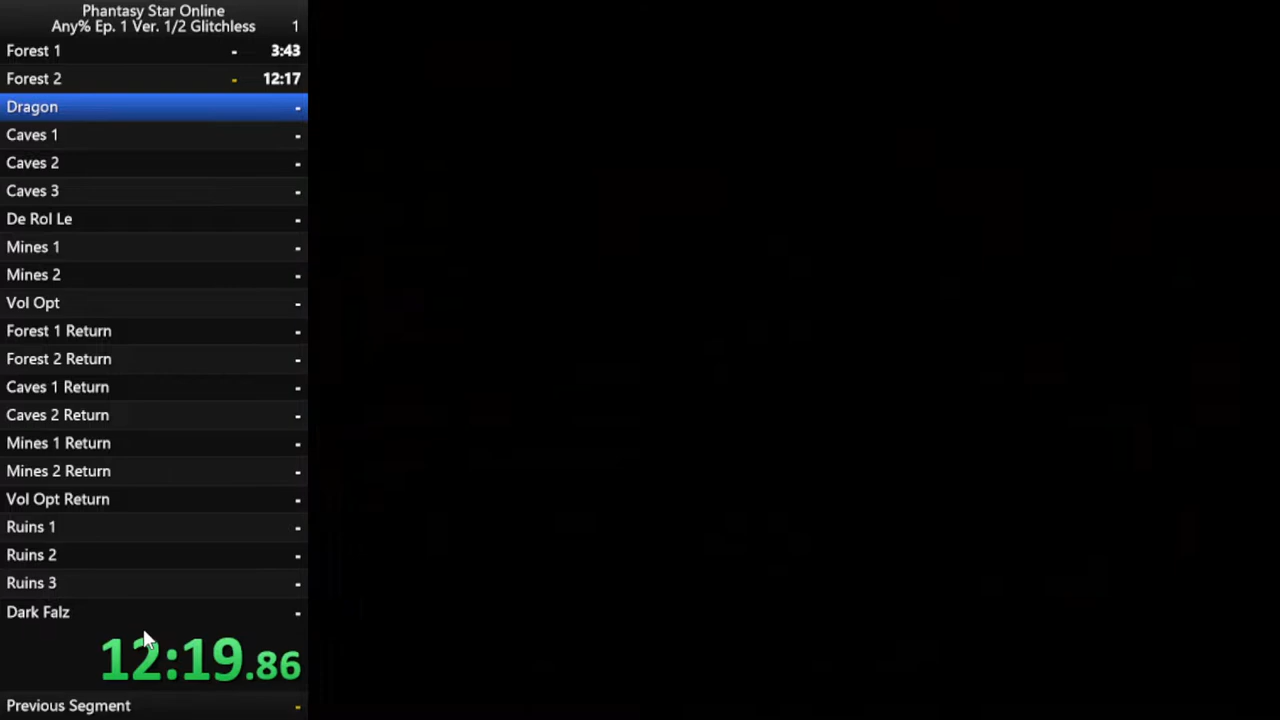 Phantasy Star Online
Any% Ep. 1 Ver. 1/2 Glitchless 1
Forest 1 - 3:43
Forest 2 - 12:17
Dragon -
Caves 1 -
Caves 2 -
Caves 3 -
De Rol Le -
Mines 1 -
Mines 2 -
Vol Opt -
Forest 1 Return -
Forest 2 Return -
Caves 1 Return -
Caves 2 Return -
Mines 1 Return -
Mines 2 Return -
Vol Opt Return -
Ruins 1 -
Ruins 2 -
Ruins 3 -
Dark Falz -
12:19.86
Previous Segment -